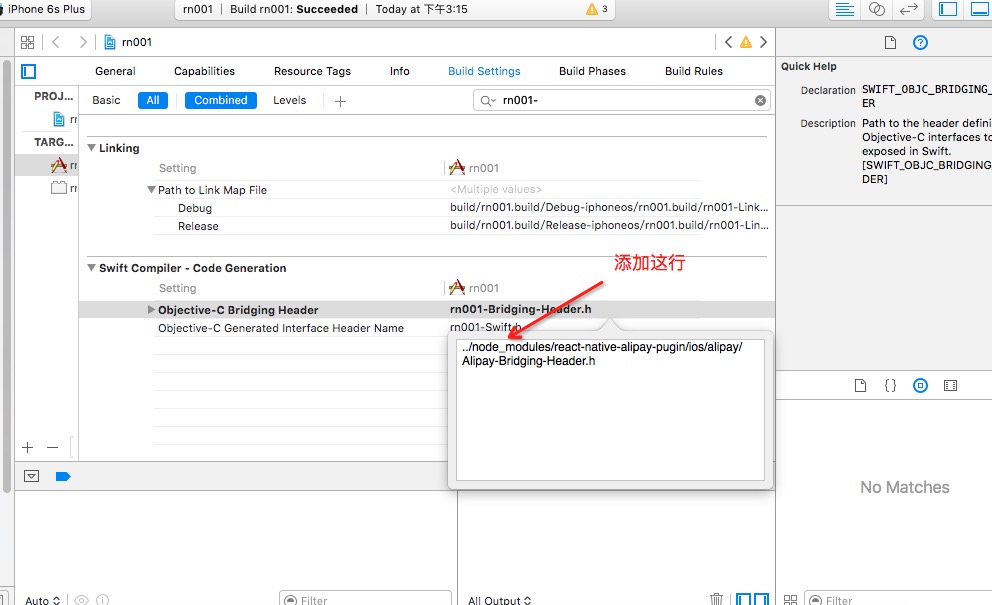 iPhone 6s Plus
rn001 | Build rn001: Succeeded | Today at 下午3:15
3
rn001
General Capabilities Resource Tags Info Build Settings Build Phases Build Rules
PROJ...
TARG...
Basic All Combined Levels rn001-
Linking
Setting rn001
Path to Link Map File <Multiple values>
Debug build/rn001.build/Debug-iphoneos/rn001.build/rn001-Link...
Release build/rn001.build/Release-iphoneos/rn001.build/rn001-Lin...
添加这行
Swift Compiler - Code Generation
Setting rn001
Objective-C Bridging Header rn001-Bridging-Header.h
Objective-C Generated Interface Header Name rn001-Swift.h
../node_modules/react-native-alipay-pugin/ios/alipay/
Alipay-Bridging-Header.h
Auto
Filter
All Output
Quick Help
Declaration SWIFT_OBJC_BRIDGING_
ER
Description Path to the header defini
Objective-C interfaces to
exposed in Swift.
[SWIFT_OBJC_BRIDGING
DER]
No Matches
Filter